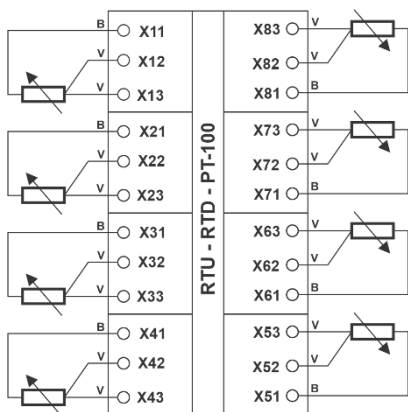 B X11
V X12
V X13
B X21
V X22
V X23
B X31
V X32
V X33
B X41
V X42
V X43
RTU - RTD - PT-100
X83 V
X82 V
X81 B
X73 V
X72 V
X71 B
X63 V
X62 V
X61 B
X53 V
X52 V
X51 B